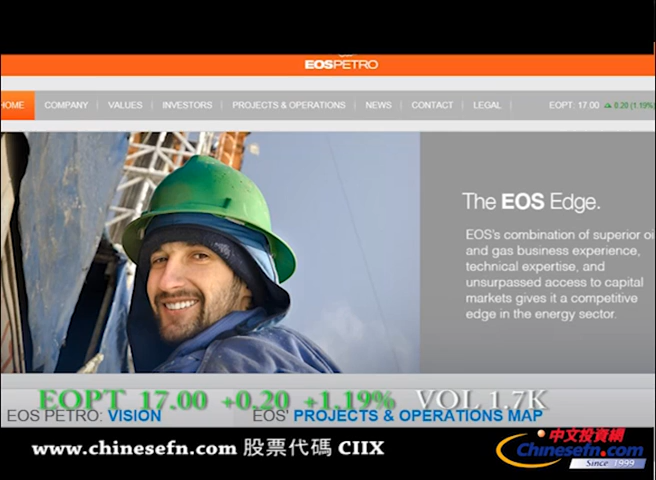 EOSPETRO
HOME COMPANY VALUES INVESTORS PROJECTS & OPERATIONS NEWS CONTACT LEGAL EOPT: 17.00 0.20 (1.19%)
The EOS Edge.
EOS's combination of superior oi
and gas business experience,
technical expertise, and
unsurpassed access to capital
markets gives it a competitive
edge in the energy sector.
EOPT 17.00 +0.20 +1.19% VOL 1.7K
EOS PETRO: VISION EOS' PROJECTS & OPERATIONS MAP
www.chinesefn.com 股票代碼 CIIX
中文投資網
Chinesefn.com
Since 1999